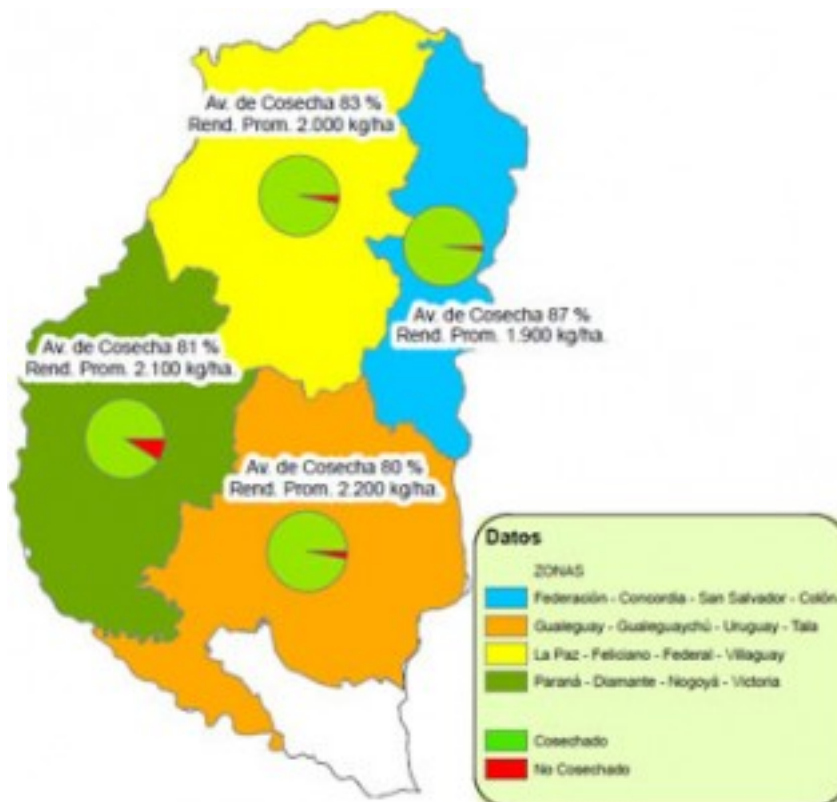 Av. de Cosecha 83 %
Rend. Prom. 2.000 kg/ha
Av. de Cosecha 87 %
Rend. Prom. 1.900 kg/ha.
Av. de Cosecha 81 %
Rend. Prom. 2.100 kg/ha.
Av. de Cosecha 80 %
Rend. Prom. 2.200 kg/ha.
Datos
ZONAS
Federación - Concordia - San Salvador - Colón
Gualeguay - Gualeguaychú - Uruguay - Tala
La Paz - Feliciano - Federal - Villaguay
Paraná - Diamante - Nogoyá - Victoria
Cosechado
No Cosechado